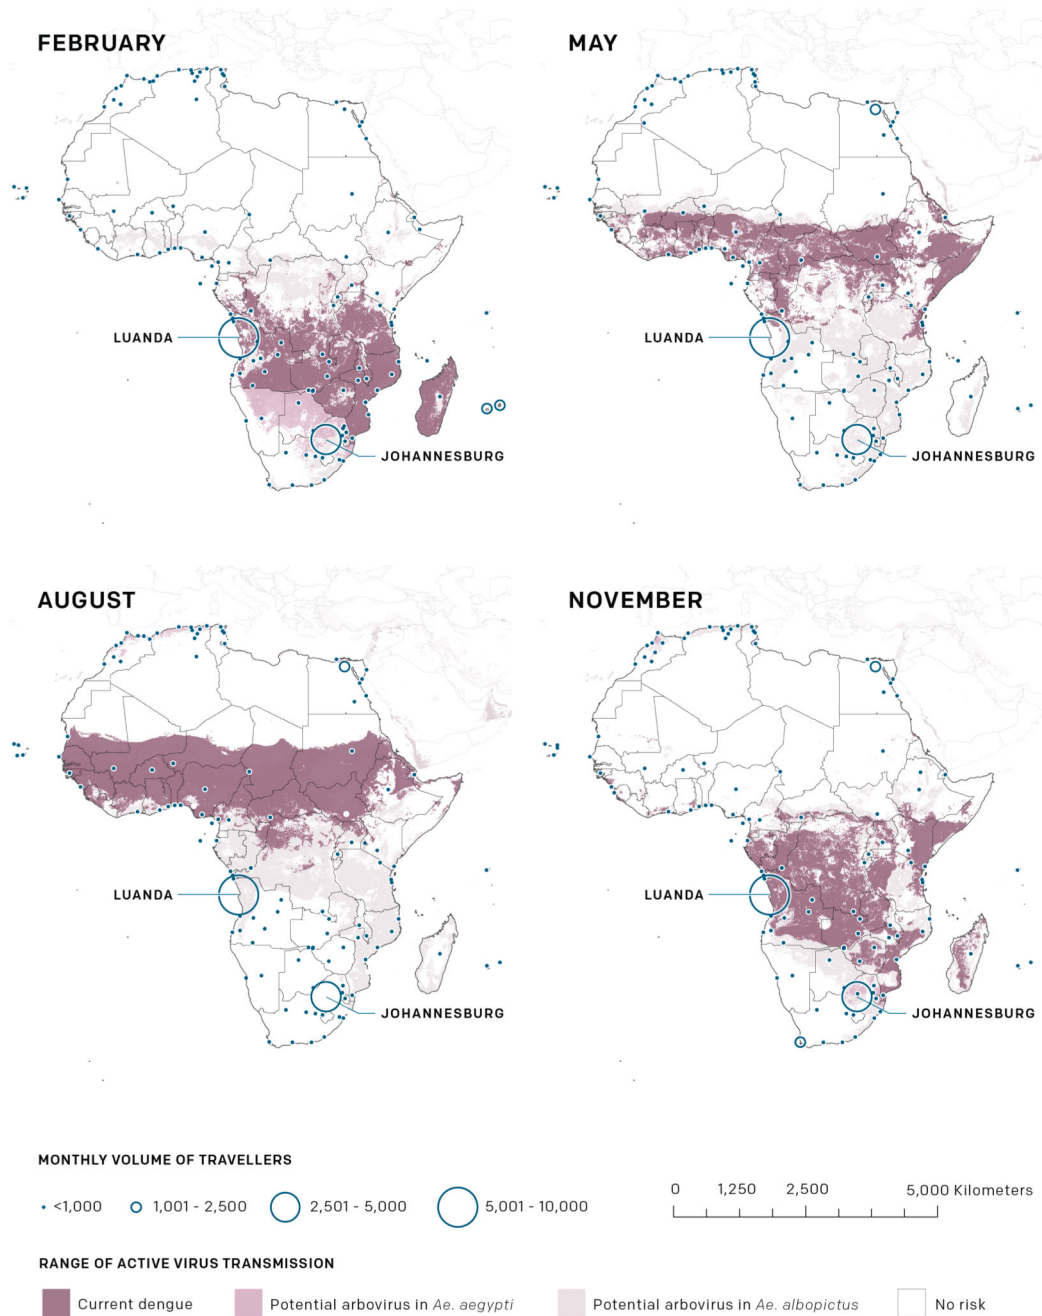 FEBRUARY
MAY
LUANDA
LUANDA
JOHANNESBURG
JOHANNESBURG
AUGUST
NOVEMBER
LUANDA
LUANDA
JOHANNESBURG
JOHANNESBURG
MONTHLY VOLUME OF TRAVELLERS
<1,000 1,001 - 2,500 2,501 - 5,000 5,001 - 10,000
0 1,250 2,500 5,000 Kilometers
RANGE OF ACTIVE VIRUS TRANSMISSION
Current dengue Potential arbovirus in Ae. aegypti Potential arbovirus in Ae. albopictus No risk